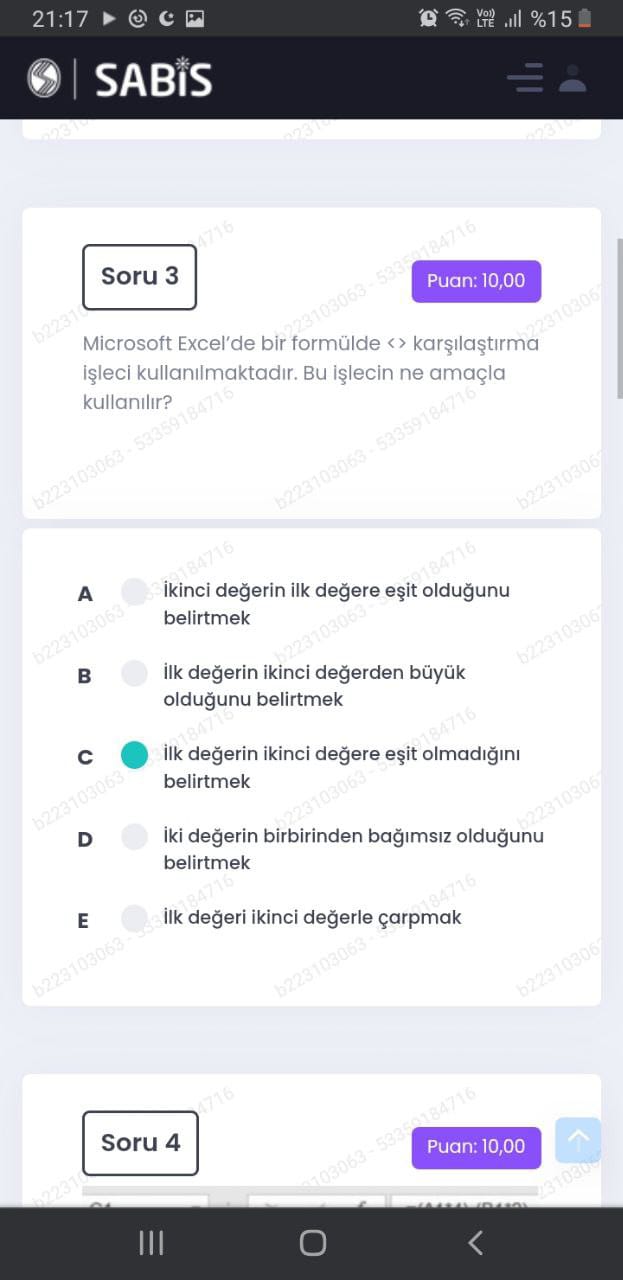 21:17 Vo)) LTE %15
SABİS
Soru 3
Puan: 10,00
Microsoft Excel’de bir formülde <> karşılaştırma
işleci kullanılmaktadır. Bu işlecin ne amaçla
kullanılır?
A İkinci değerin ilk değere eşit olduğunu
belirtmek
B İlk değerin ikinci değerden büyük
olduğunu belirtmek
C İlk değerin ikinci değere eşit olmadığını
belirtmek
D İki değerin birbirinden bağımsız olduğunu
belirtmek
E İlk değeri ikinci değerle çarpmak
Soru 4
Puan: 10,00
b223103063 - 53359184716